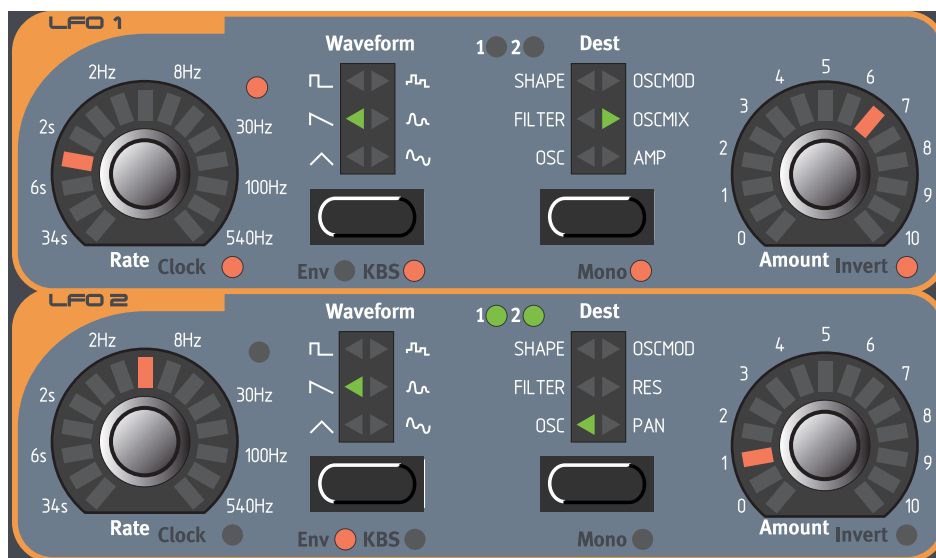 LFO 1
Waveform 1 2 Dest
2Hz 8Hz 2s 30Hz 6s 100Hz 34s 540Hz
SHAPE OSCMOD
FILTER OSCMIX
OSC AMP
0 1 2 3 4 5 6 7 8 9 10
Rate Clock Env KBS Mono Amount Invert
LFO 2
Waveform 1 2 Dest
2Hz 8Hz 2s 30Hz 6s 100Hz 34s 540Hz
SHAPE OSCMOD
FILTER RES
OSC PAN
0 1 2 3 4 5 6 7 8 9 10
Rate Clock Env KBS Mono Amount Invert